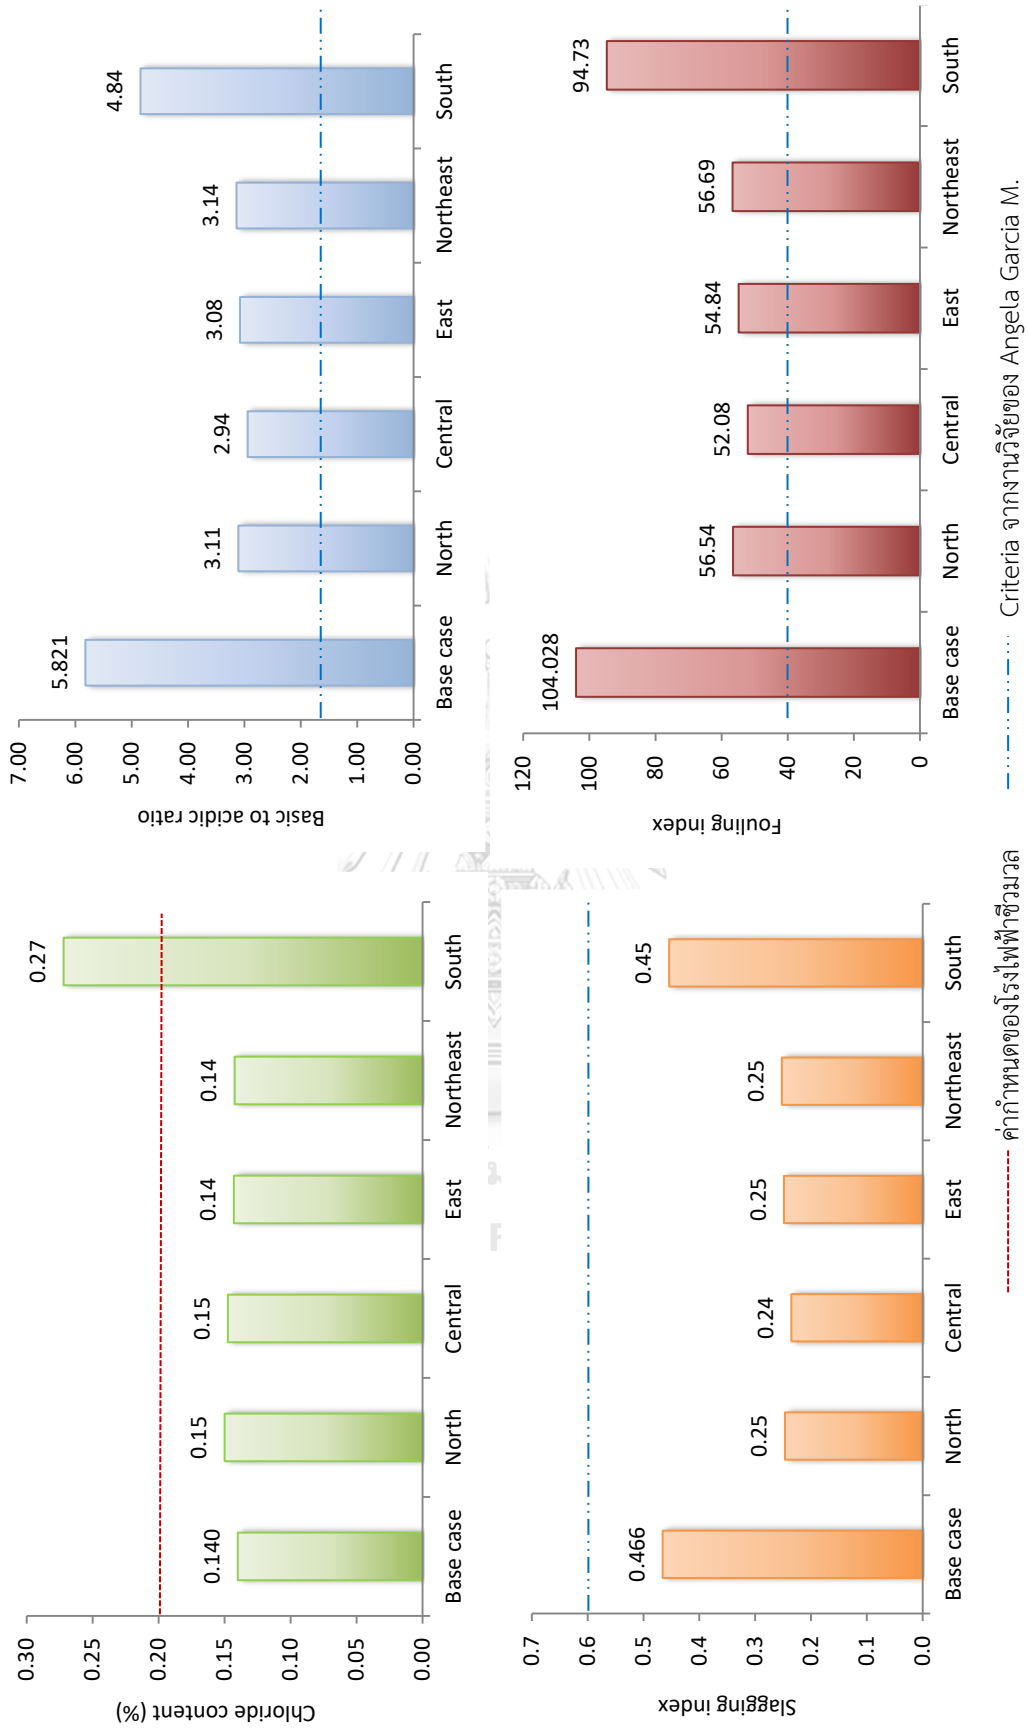 Chloride content (%)
0.30
0.25
0.20
0.15
0.10
0.05
0.00
0.140
0.15
0.15
0.14
0.14
0.27
Base case
North
Central
East
Northeast
South
Basic to acidic ratio
7.00
6.00
5.00
4.00
3.00
2.00
1.00
0.00
5.821
3.11
2.94
3.08
3.14
4.84
Base case
North
Central
East
Northeast
South
Slagging index
0.7
0.6
0.5
0.4
0.3
0.2
0.1
0.0
0.466
0.25
0.24
0.25
0.25
0.45
Base case
North
Central
East
Northeast
South
Fouling index
120
100
80
60
40
20
0
104.028
56.54
52.08
54.84
56.69
94.73
Base case
North
Central
East
Northeast
South
ค่ากำหนดของโรงไฟฟ้าชีวมวล
Criteria จากงานวิจัยของ Angela Garcia M.